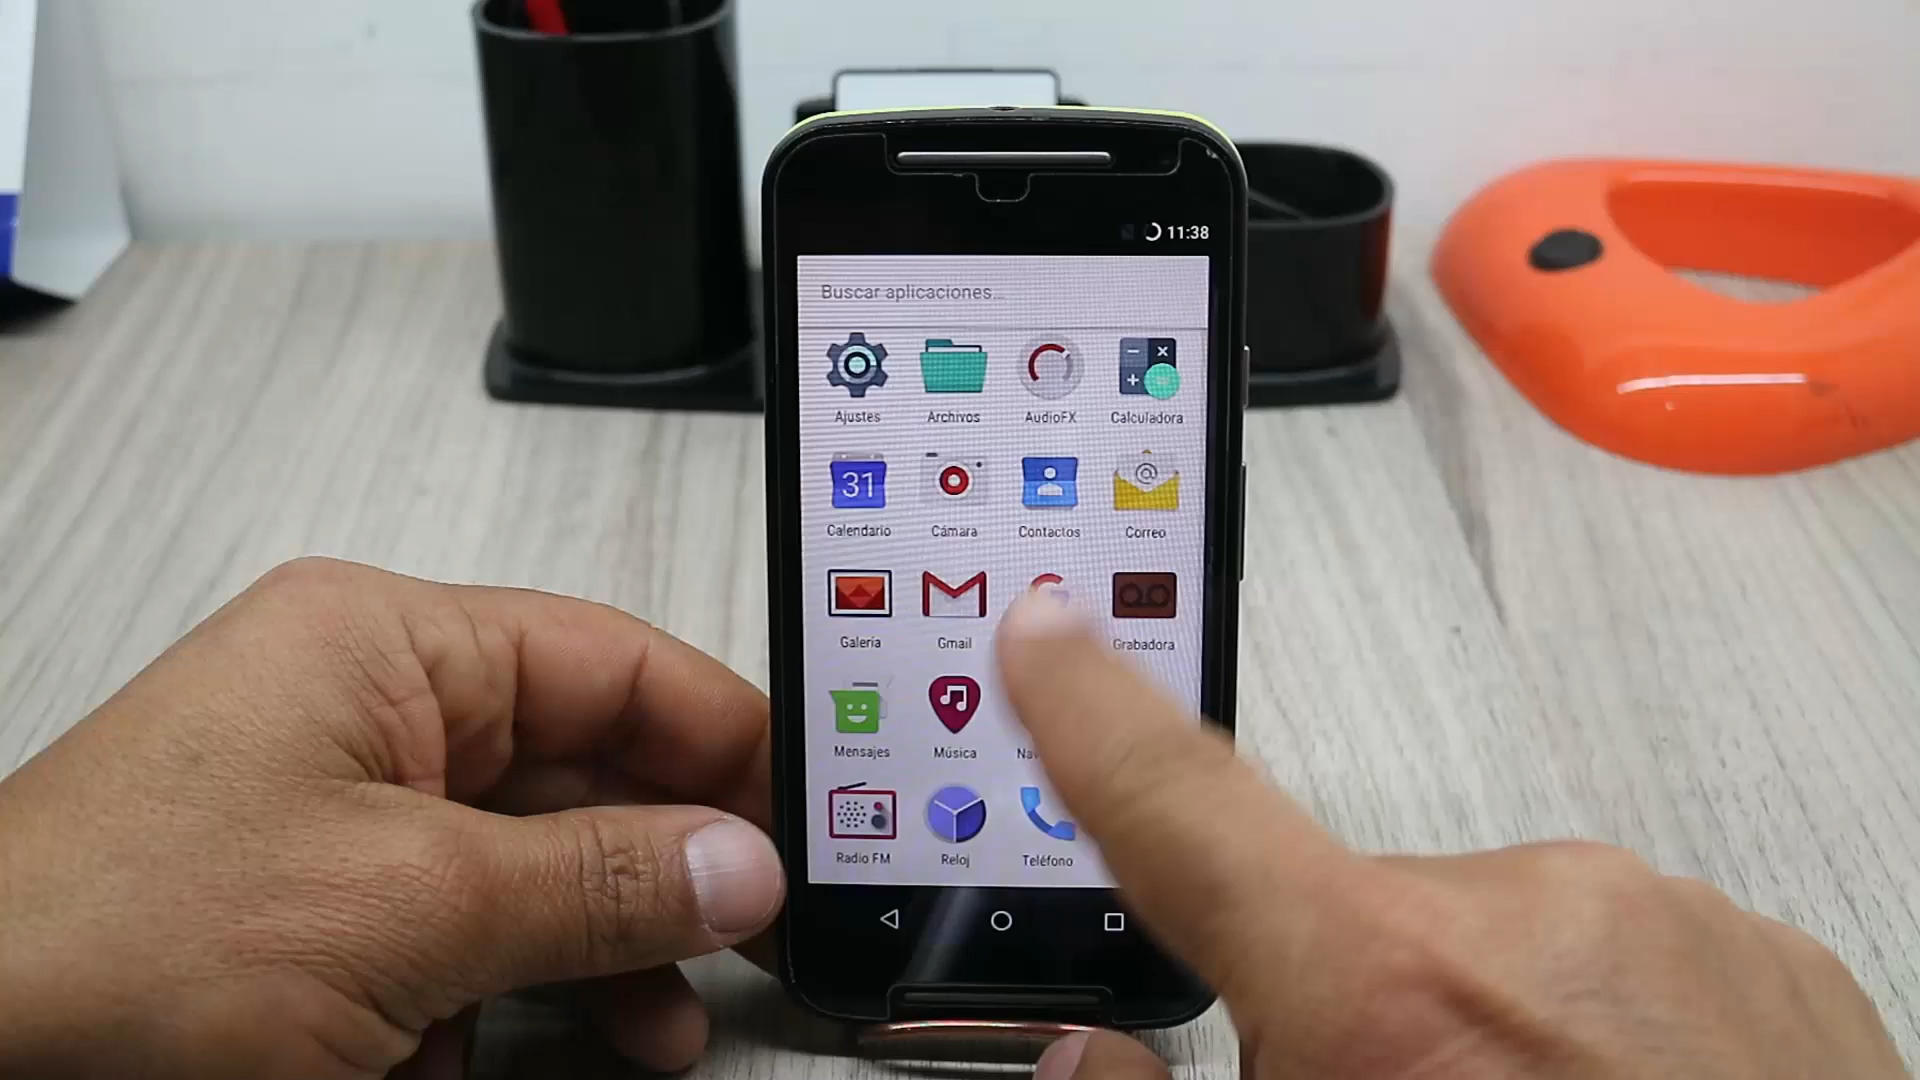 11:38
Buscar aplicaciones...
Ajustes Archivos AudioFX Calculadora
31
Calendario Cámara Contactos Correo
Galería Gmail Grabadora
Mensajes Música
Radio FM Reloj Teléfono